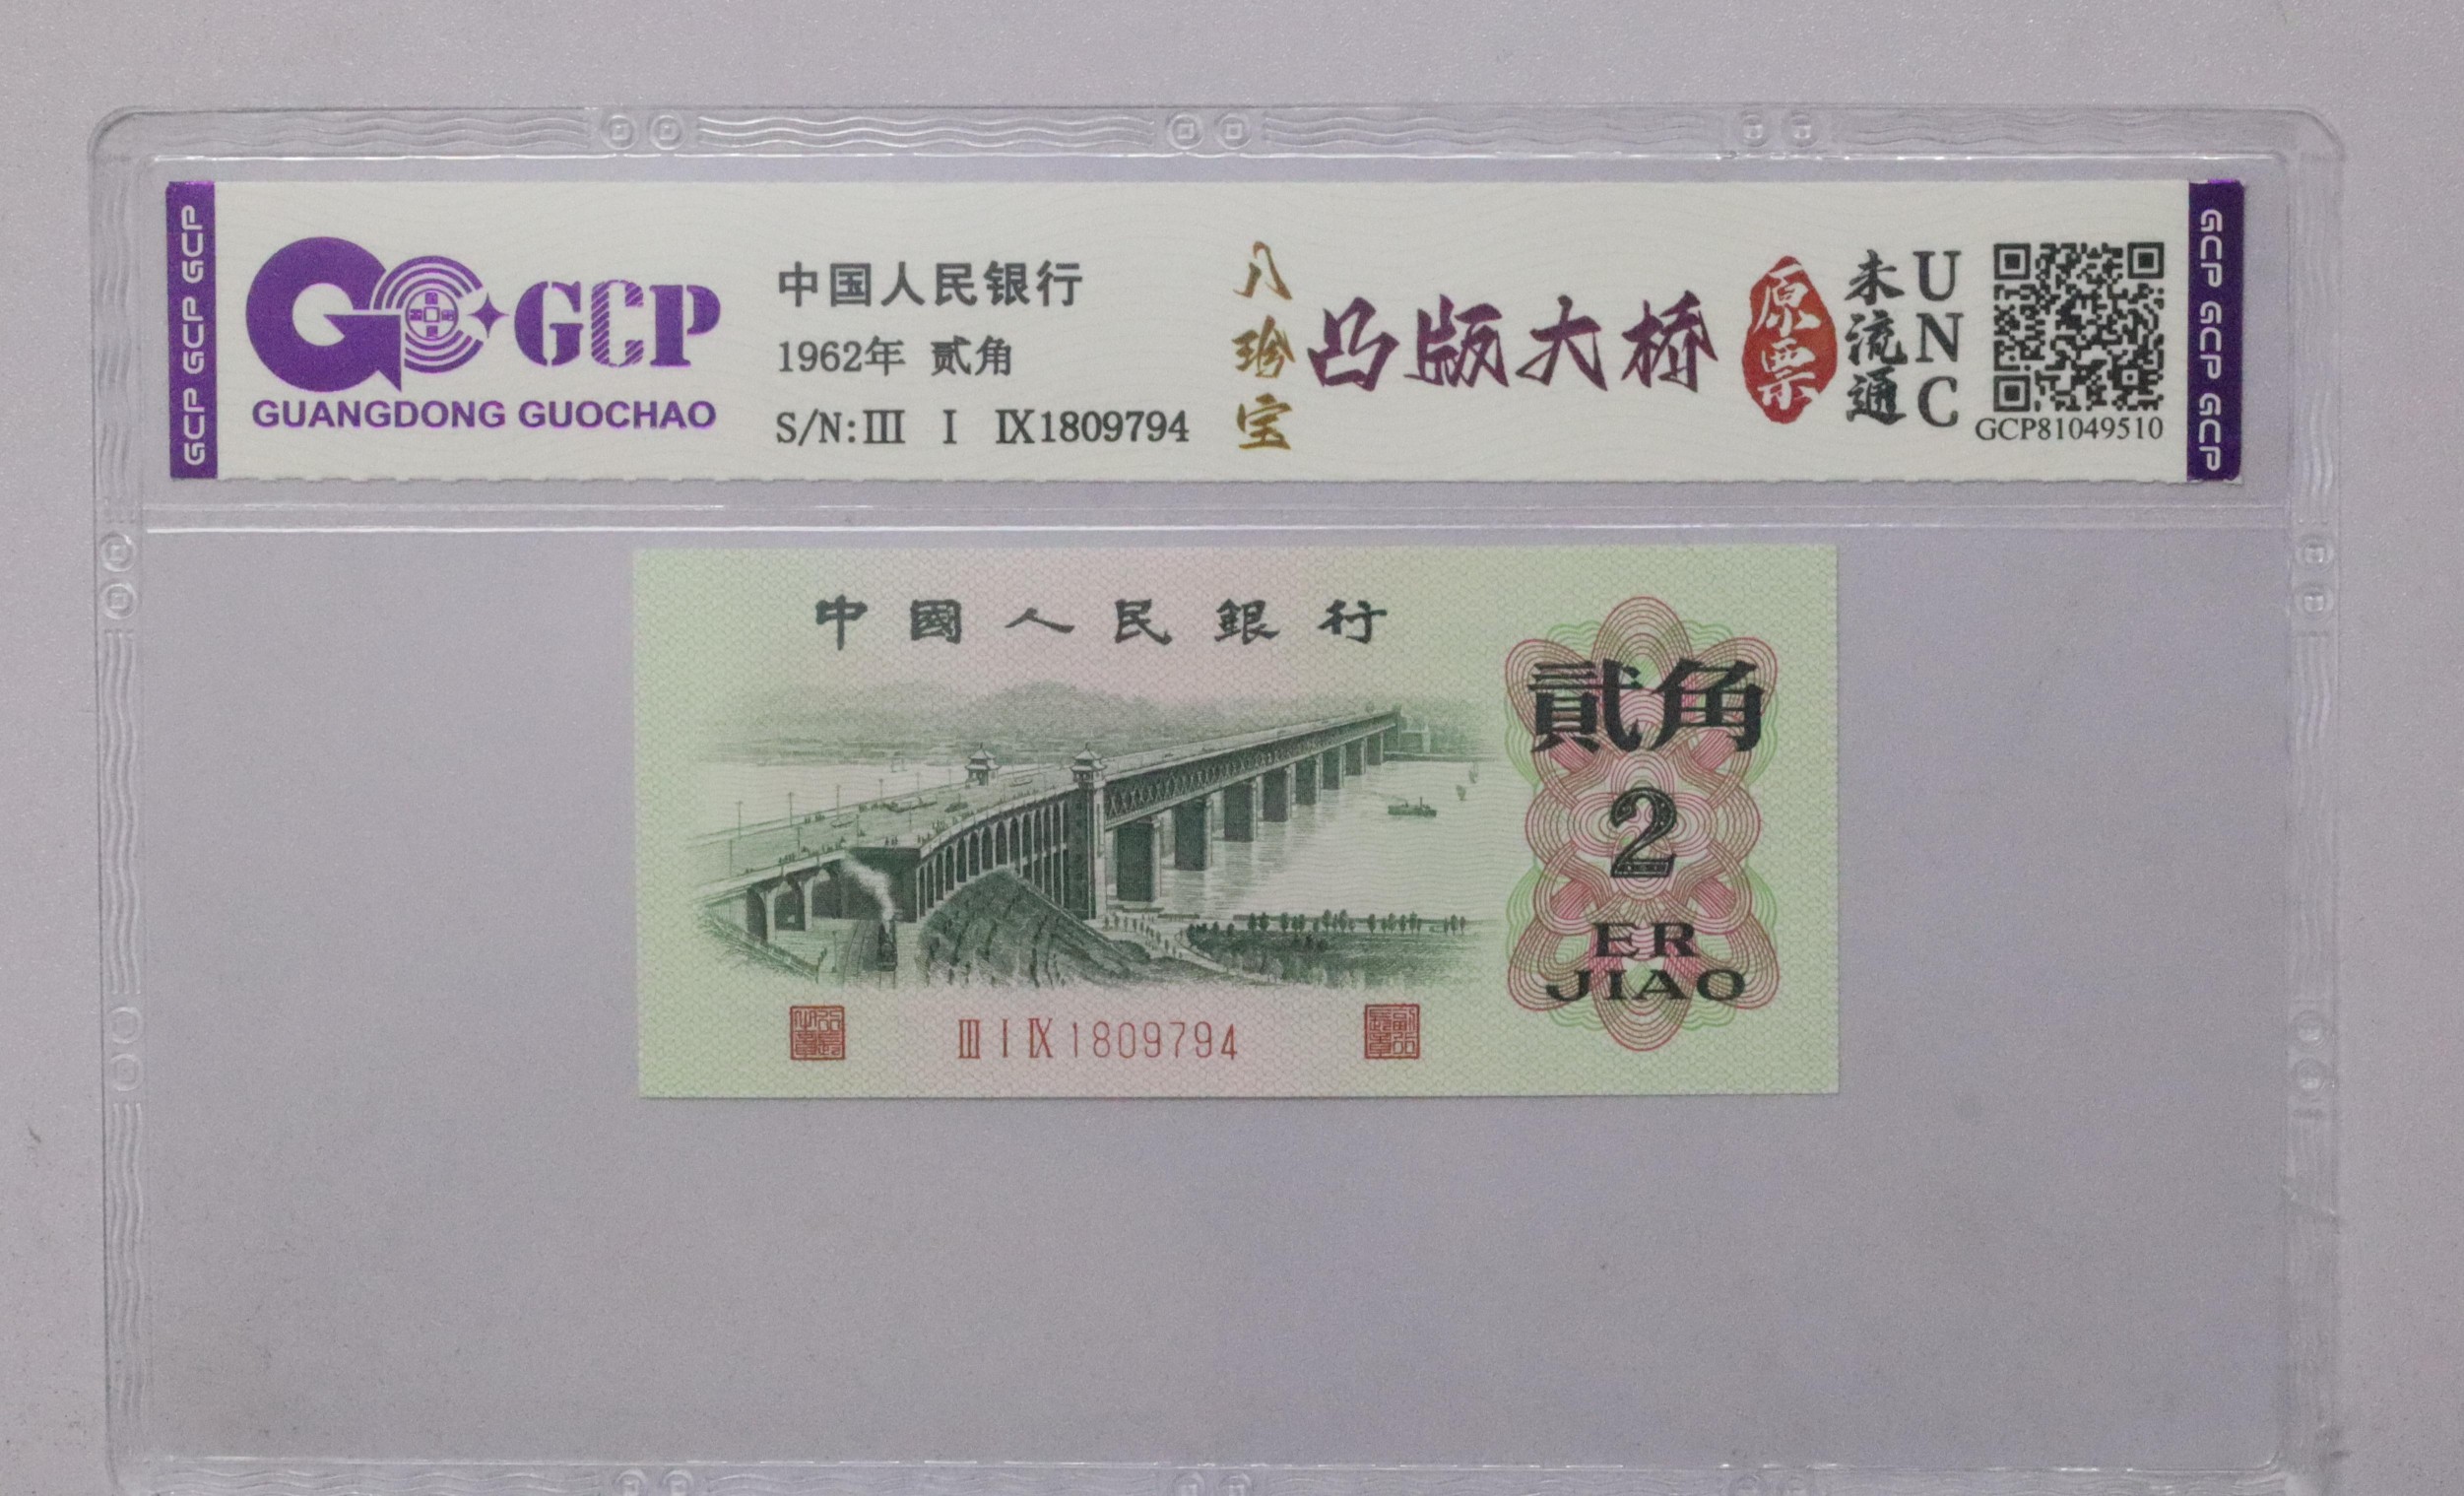 GCP GCP GCP
GCP
GUANGDONG GUOCHAO
中国人民银行
1962年 贰角
S/N:Ⅲ Ⅰ Ⅸ1809794
八珍宝
凸版大桥
原票
未流通
UNC
GCP81049510
GCP GCP GCP
中國人民銀行
貳角
2
ER
JIAO
Ⅲ Ⅰ Ⅸ 1809794